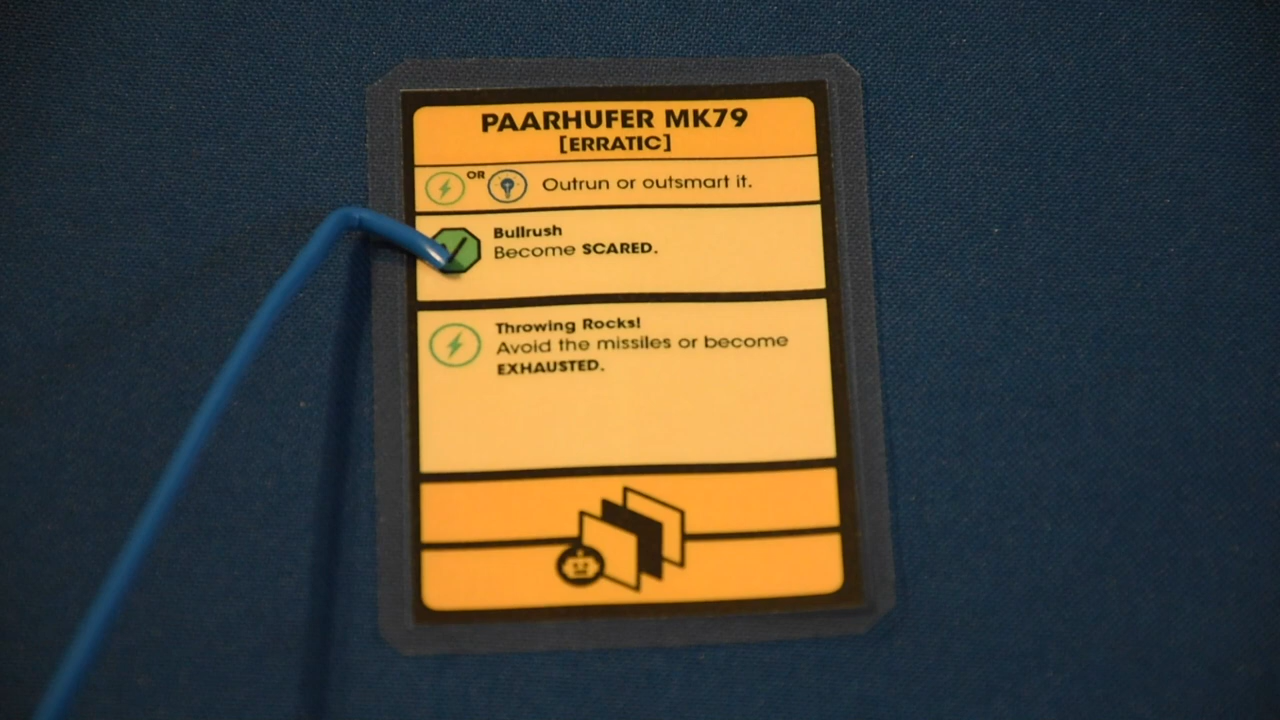 PAARHUFER MK79
[ERRATIC]
OR Outrun or outsmart it.
Bullrush
Become SCARED.
Throwing Rocks!
Avoid the missiles or become
EXHAUSTED.